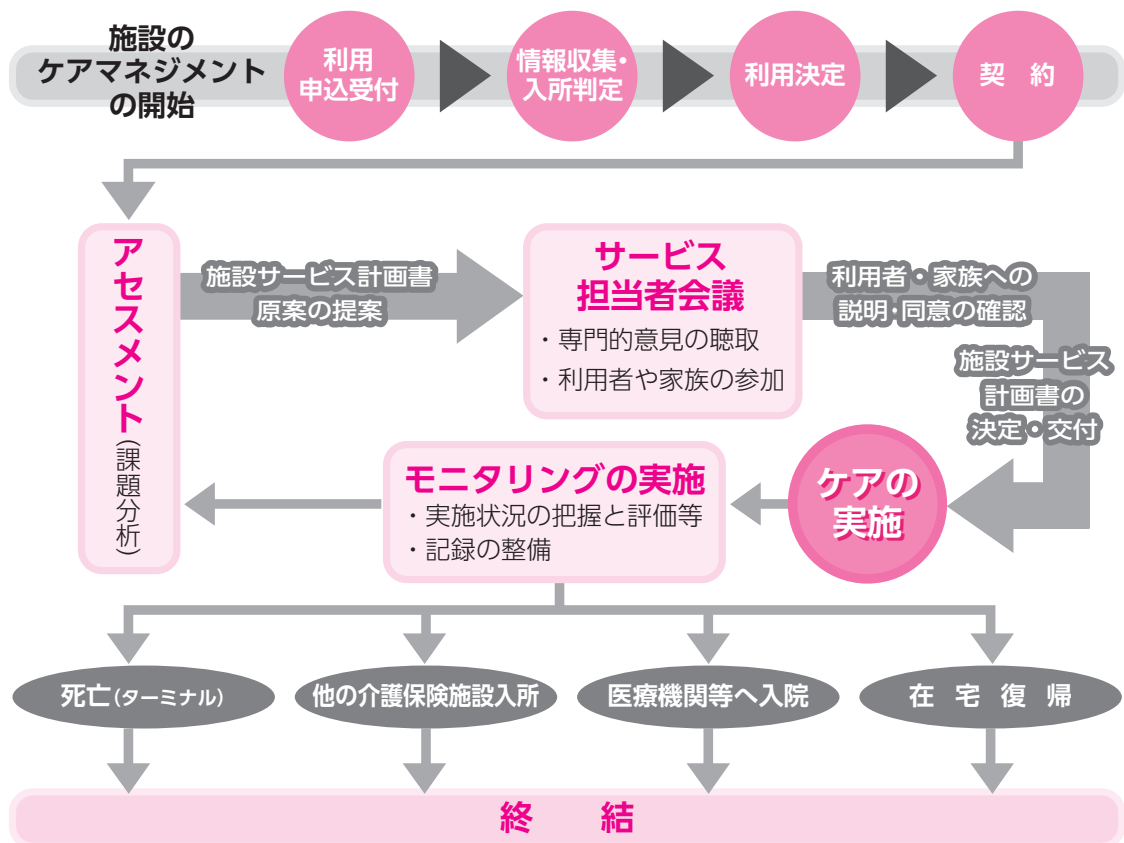 施設の
ケアマネジメント
の開始
利用
申込受付
情報収集・
入所判定
利用決定
契 約
アセスメント(課題分析)
施設サービス計画書
原案の提案
サービス
担当者会議
・専門的意見の聴取
・利用者や家族の参加
利用者・家族への
説明・同意の確認
施設サービス
計画書の
決定・交付
ケアの
実施
モニタリングの実施
・実施状況の把握と評価等
・記録の整備
死亡(ターミナル)
他の介護保険施設入所
医療機関等へ入院
在 宅 復 帰
終 結